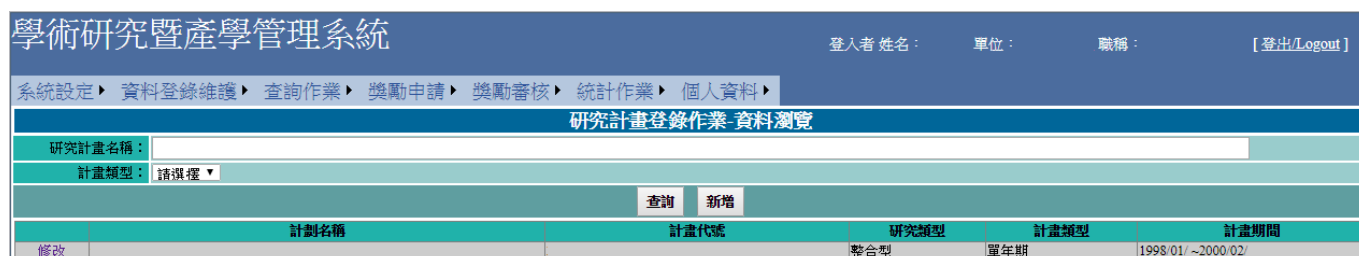 學術研究暨產學管理系統
登入者 姓名： 單位： 職稱： [ 登出/Logout ]
系統設定▶ 資料登錄維護▶ 查詢作業▶ 獎勵申請▶ 獎勵審核▶ 統計作業▶ 個人資料▶
研究計畫登錄作業-資料瀏覽
研究計畫名稱：
計畫類型： 請選擇 ▼
查詢 新增
計劃名稱 計畫代號 研究類型 計畫類型 計畫期間
修改 整合型 單年期 1998/01/ ~2000/02/